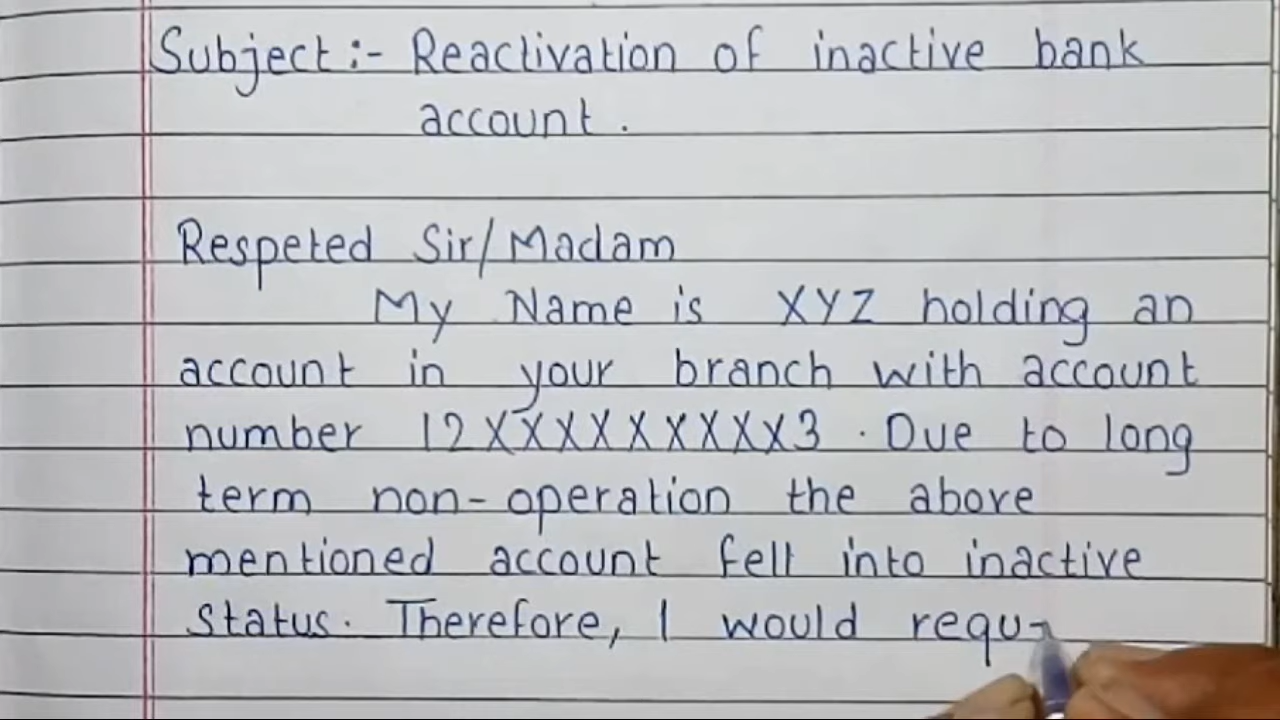 Subject:- Reactivation of inactive bank
account.
Respeted Sir/Madam
My Name is XYZ holding an
account in your branch with account
number 12XXXXXXXXX3. Due to long
term non-operation the above
mentioned account fell into inactive
status. Therefore, I would requ